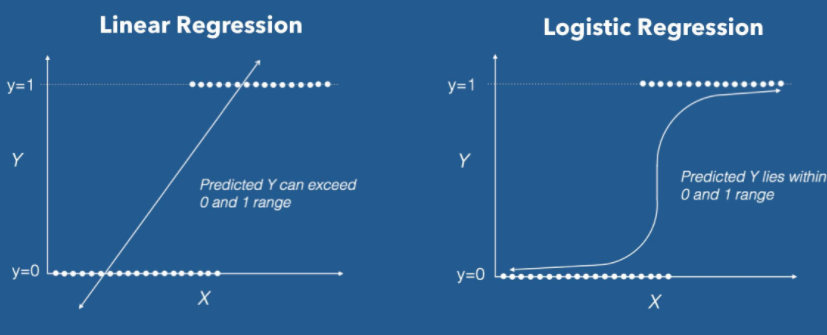 Linear Regression
y=1
Y
Predicted Y can exceed
0 and 1 range
y=0
X
Logistic Regression
y=1
Y
Predicted Y lies within
0 and 1 range
y=0
X